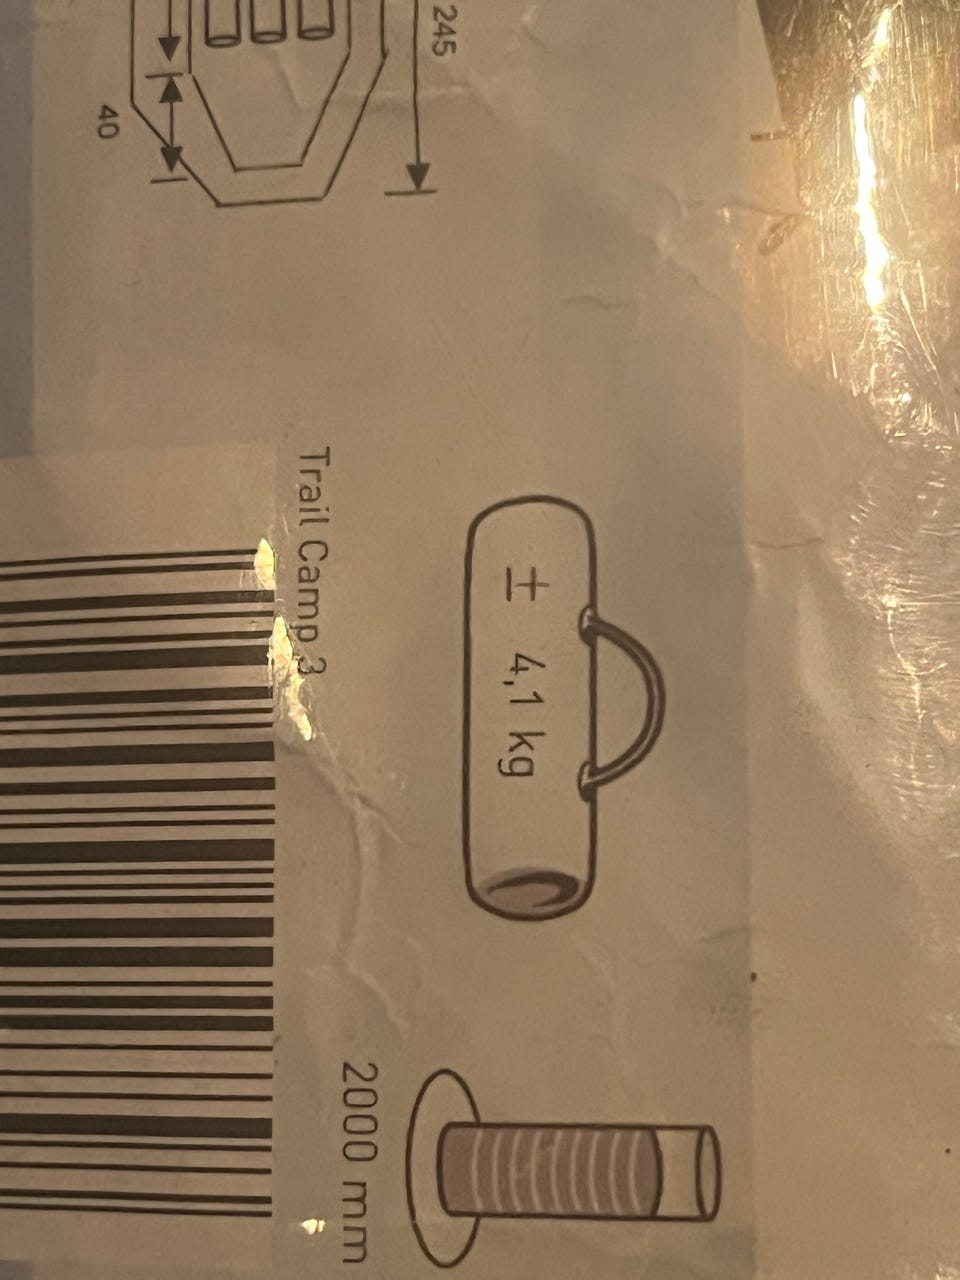 245
40
± 4,1 kg
2000 mm
Trail Camp 3